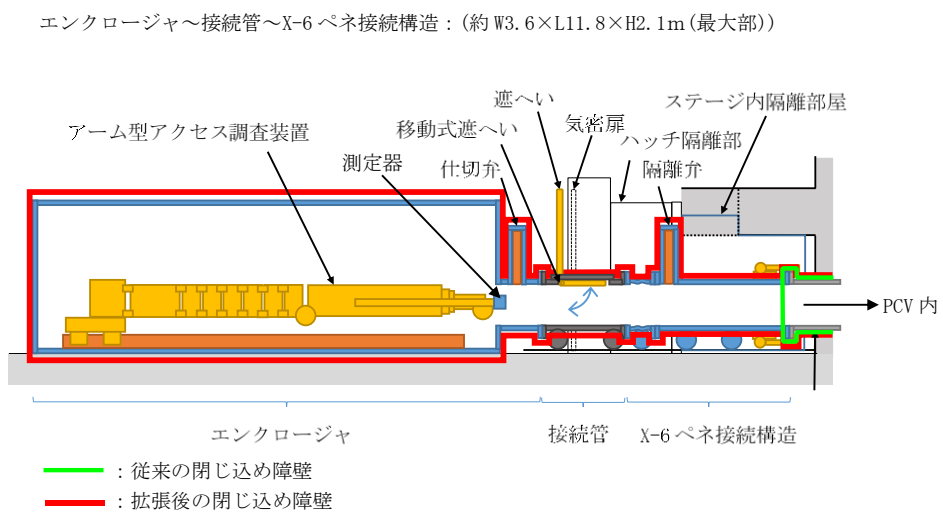 エンクロージャ～接続管～X-6 ペネ接続構造：(約 W3.6×L11.8×H2.1m(最大部))
遮へい
ステージ内隔離部屋
アーム型アクセス調査装置
移動式遮へい
気密扉
ハッチ隔離部
測定器
仕切弁
隔離弁
PCV 内
エンクロージャ
接続管
X-6 ペネ接続構造
：従来の閉じ込め障壁
：拡張後の閉じ込め障壁